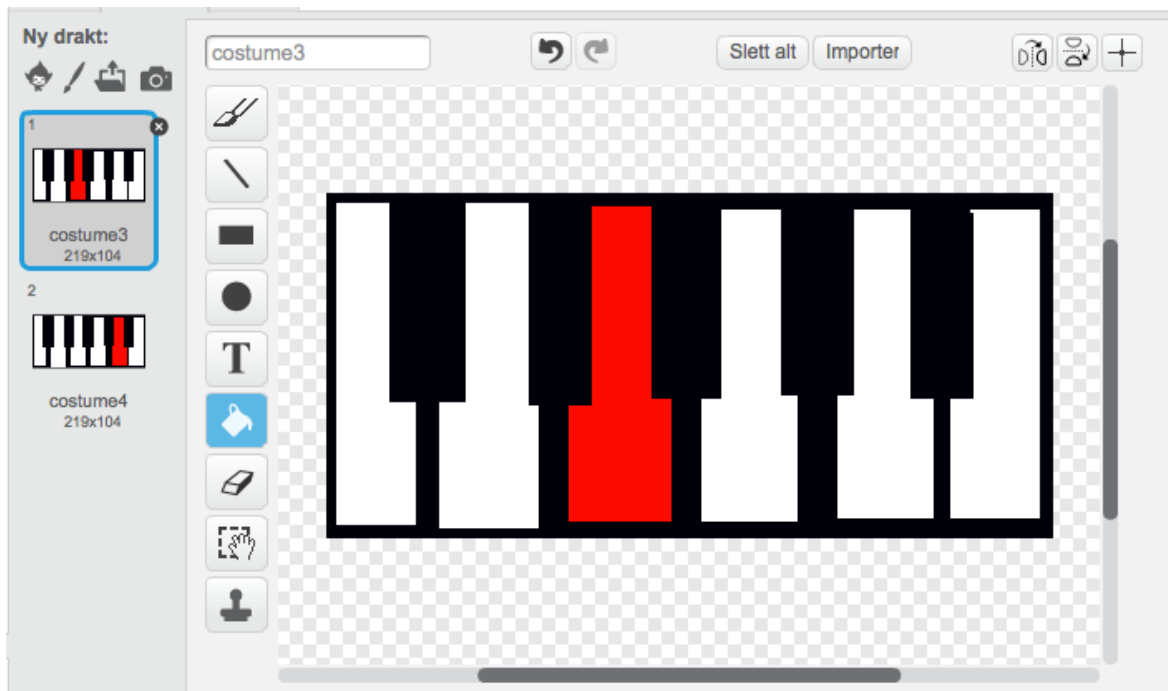 Ny drakt:
costume3
Slett alt
Importer
1
costume3
219x104
2
costume4
219x104
T